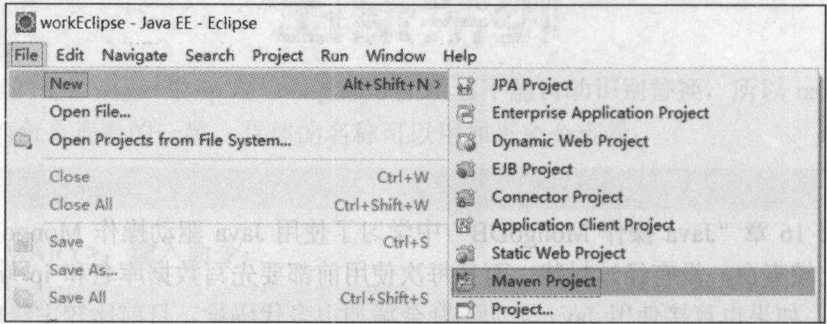 workEclipse - Java EE - Eclipse
File Edit Navigate Search Project Run Window Help
New Alt+Shift+N >
Open File...
Open Projects from File System...
Close Ctrl+W
Close All Ctrl+Shift+W
Save Ctrl+S
Save As...
Save All Ctrl+Shift+S
JPA Project
Enterprise Application Project
Dynamic Web Project
EJB Project
Connector Project
Application Client Project
Static Web Project
Maven Project
Project...